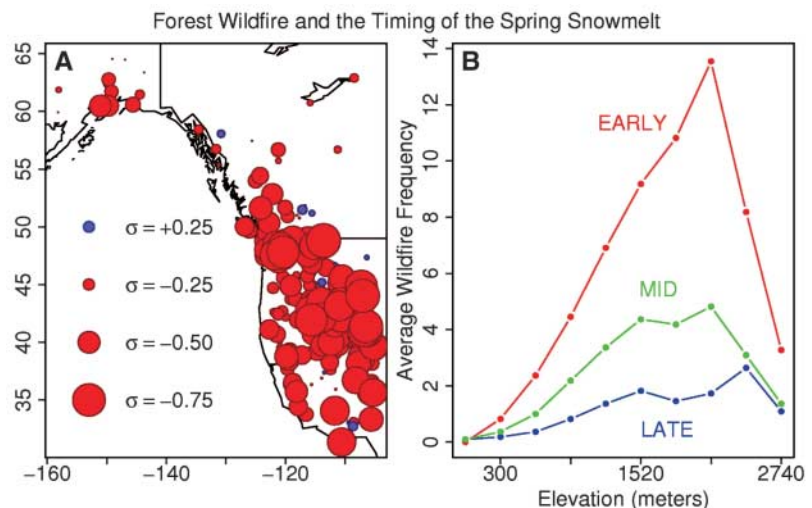 Forest Wildfire and the Timing of the Spring Snowmelt
A
65
60
55
50
45
40
35
σ = +0.25
σ = −0.25
σ = −0.50
σ = −0.75
−160
−140
−120
B
Average Wildfire Frequency
14
12
10
8
6
4
2
0
EARLY
MID
LATE
300
1520
2740
Elevation (meters)